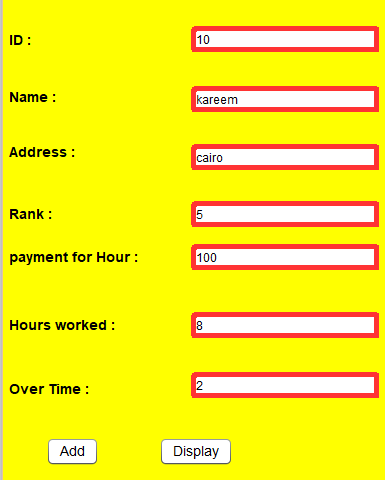 ID : 10
Name : kareem
Address : cairo
Rank : 5
payment for Hour : 100
Hours worked : 8
Over Time : 2
Add Display